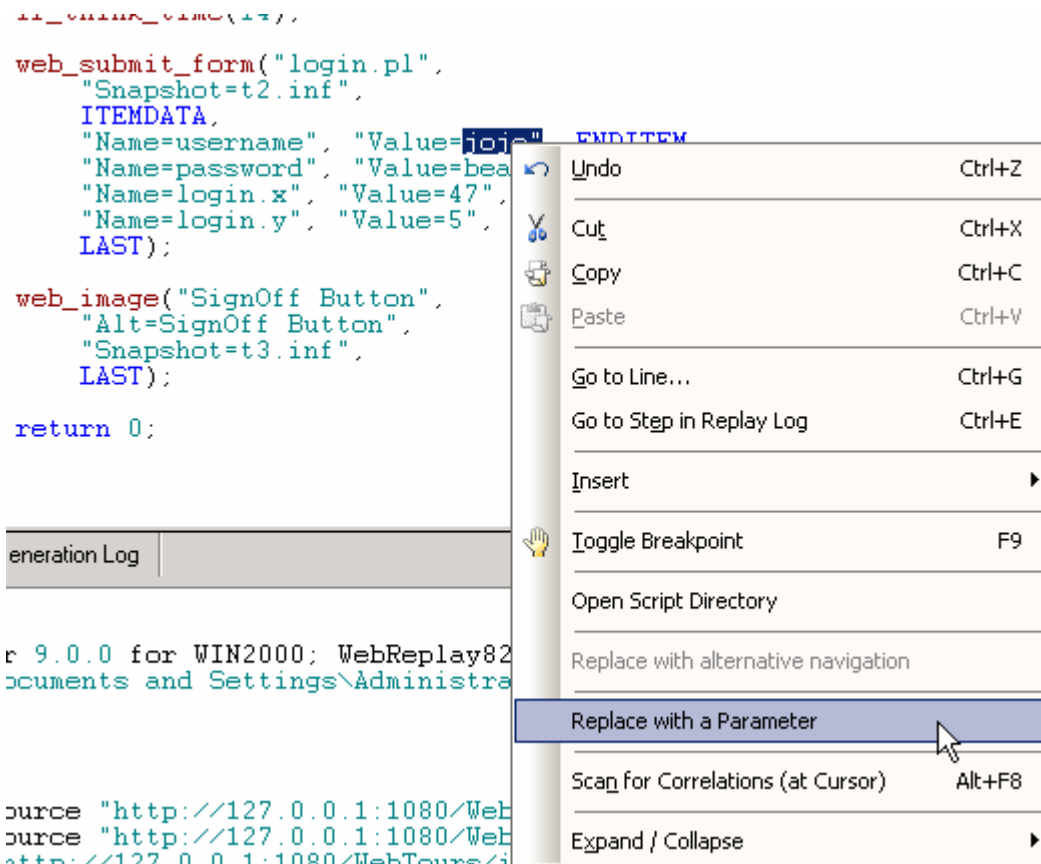 web_submit_form("login.pl",
"Snapshot=t2.inf",
ITEMDATA,
"Name=username", "Value=jojo", ENDITEM,
"Name=password", "Value=bea
"Name=login.x", "Value=47",
"Name=login.y", "Value=5",
LAST);
web_image("SignOff Button",
"Alt=SignOff Button",
"Snapshot=t3.inf",
LAST);
return 0;
Undo Ctrl+Z
Cut Ctrl+X
Copy Ctrl+C
Paste Ctrl+V
Go to Line... Ctrl+G
Go to Step in Replay Log Ctrl+E
Insert
Toggle Breakpoint F9
Open Script Directory
Replace with alternative navigation
Replace with a Parameter
Scan for Correlations (at Cursor) Alt+F8
Expand / Collapse
eneration Log
r 9.0.0 for WIN2000; WebReplay82
ocuments and Settings\Administra
ource "http://127.0.0.1:1080/Web
ource "http://127.0.0.1:1080/Web